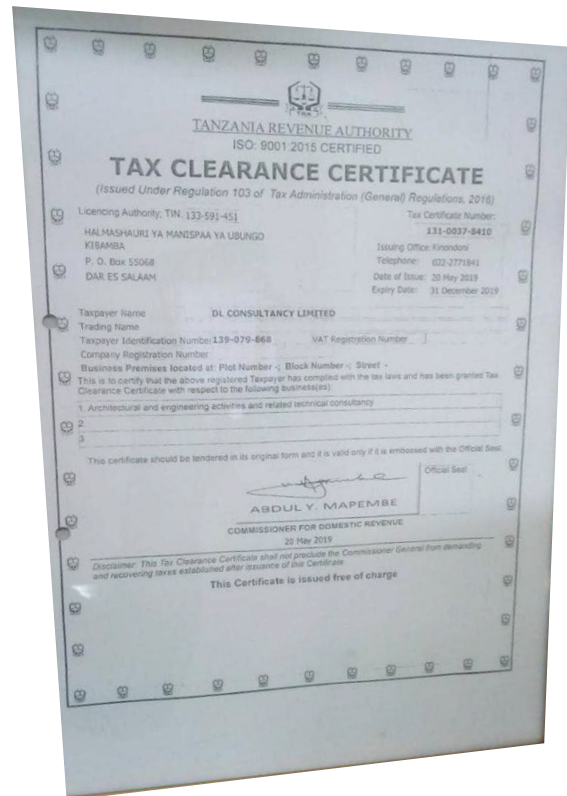 TRA
TANZANIA REVENUE AUTHORITY
ISO: 9001:2015 CERTIFIED
TAX CLEARANCE CERTIFICATE
(Issued Under Regulation 103 of Tax Administration (General) Regulations, 2016)
Licencing Authority, TIN. 133-591-451
HALMASHAURI YA MANISPAA YA UBUNGO
KIBAMBA
P. O. Box 55068
DAR ES SALAAM
Tax Certificate Number:
131-0037-8410
Issuing Office: Kinondoni
Telephone: 022-2771841
Date of Issue: 20 May 2019
Expiry Date: 31 December 2019
Taxpayer Name DL CONSULTANCY LIMITED
Trading Name
Taxpayer Identification Number 139-079-868 VAT Registration Number
Company Registration Number
Business Premises located at: Plot Number -; Block Number -; Street -
This is to certify that the above registered Taxpayer has complied with the tax laws and has been granted Tax
Clearance Certificate with respect to the following business(es):
1. Architectural and engineering activities and related technical consultancy
2
3
This certificate should be tendered in its original form and it is valid only if it is embossed with the Official Seal.
Official Seal
ABDUL Y. MAPEMBE
COMMISSIONER FOR DOMESTIC REVENUE
20 May 2019
Disclaimer: This Tax Clearance Certificate shall not preclude the Commissioner General from demanding
and recovering taxes established after issuance of this Certificate
This Certificate is issued free of charge